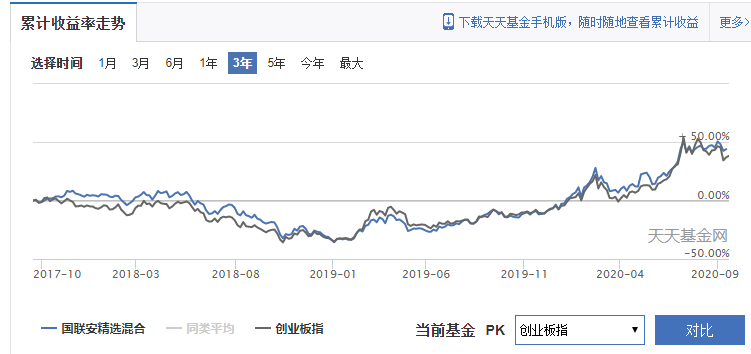 累计收益率走势
下载天天基金手机版，随时随地查看累计收益 更多>
选择时间 1月 3月 6月 1年 3年 5年 今年 最大
50.00%
0.00%
天天基金网
-50.00%
2017-10 2018-03 2018-08 2019-01 2019-06 2019-11 2020-04 2020-09
国联安精选混合 同类平均 创业板指 当前基金 PK 创业板指 对比